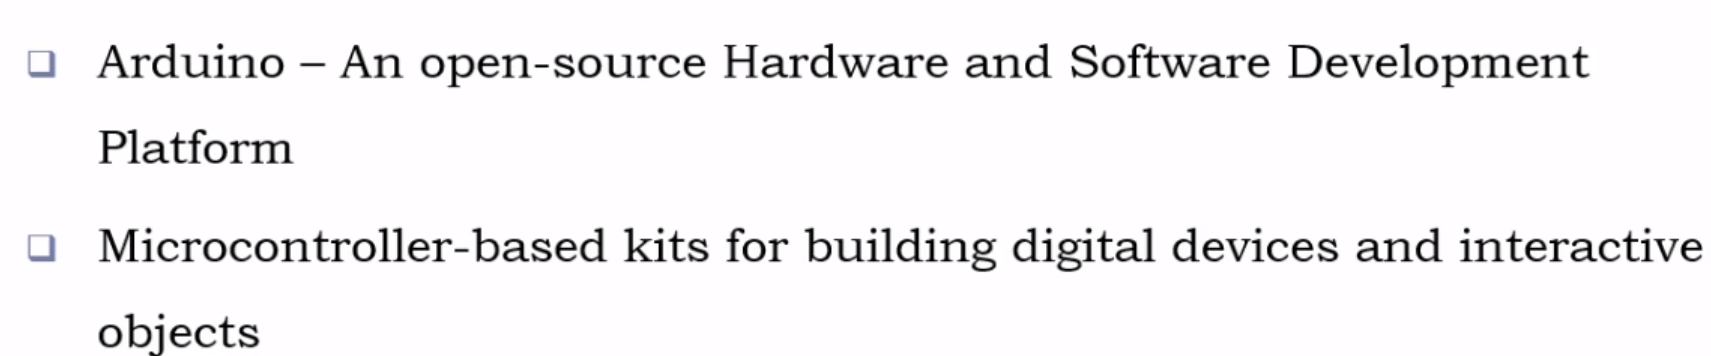 Arduino – An open-source Hardware and Software Development
Platform
Microcontroller-based kits for building digital devices and interactive
objects